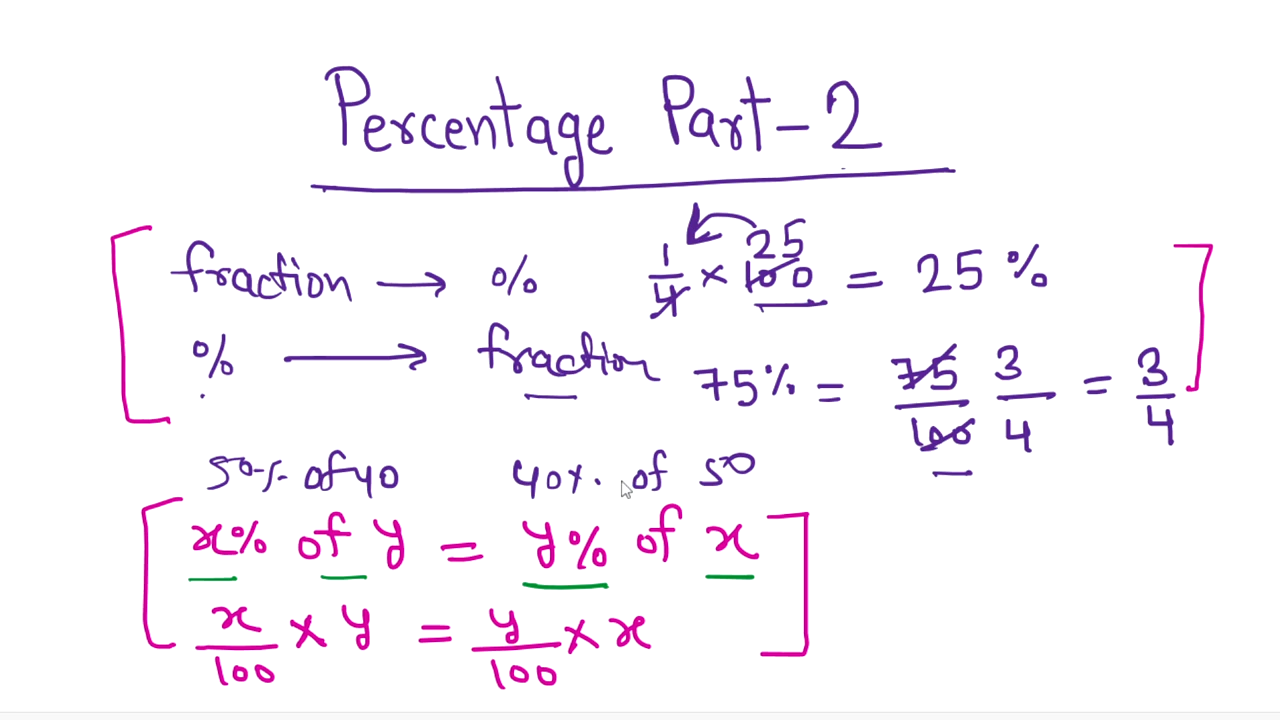 Percentage Part-2
fraction → % 1/4 × 100 25 = 25 %
% → fraction 75% = 75/100 3/4 = 3/4
50% of 40 40%. of 50
x% of y = y% of x
x/100 × y = y/100 × x